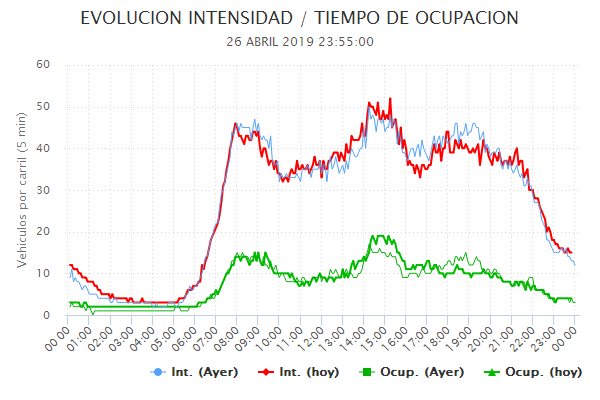 EVOLUCION INTENSIDAD / TIEMPO DE OCUPACION
26 ABRIL 2019 23:55:00
Vehículos por carril (5 min)
60
50
40
30
20
10
0
00:00 01:00 02:00 03:00 04:00 05:00 06:00 07:00 08:00 09:00 10:00 11:00 12:00 13:00 14:00 15:00 16:00 17:00 18:00 19:00 20:00 21:00 22:00 23:00 00:00
Int. (Ayer) Int. (hoy) Ocup. (Ayer) Ocup. (hoy)